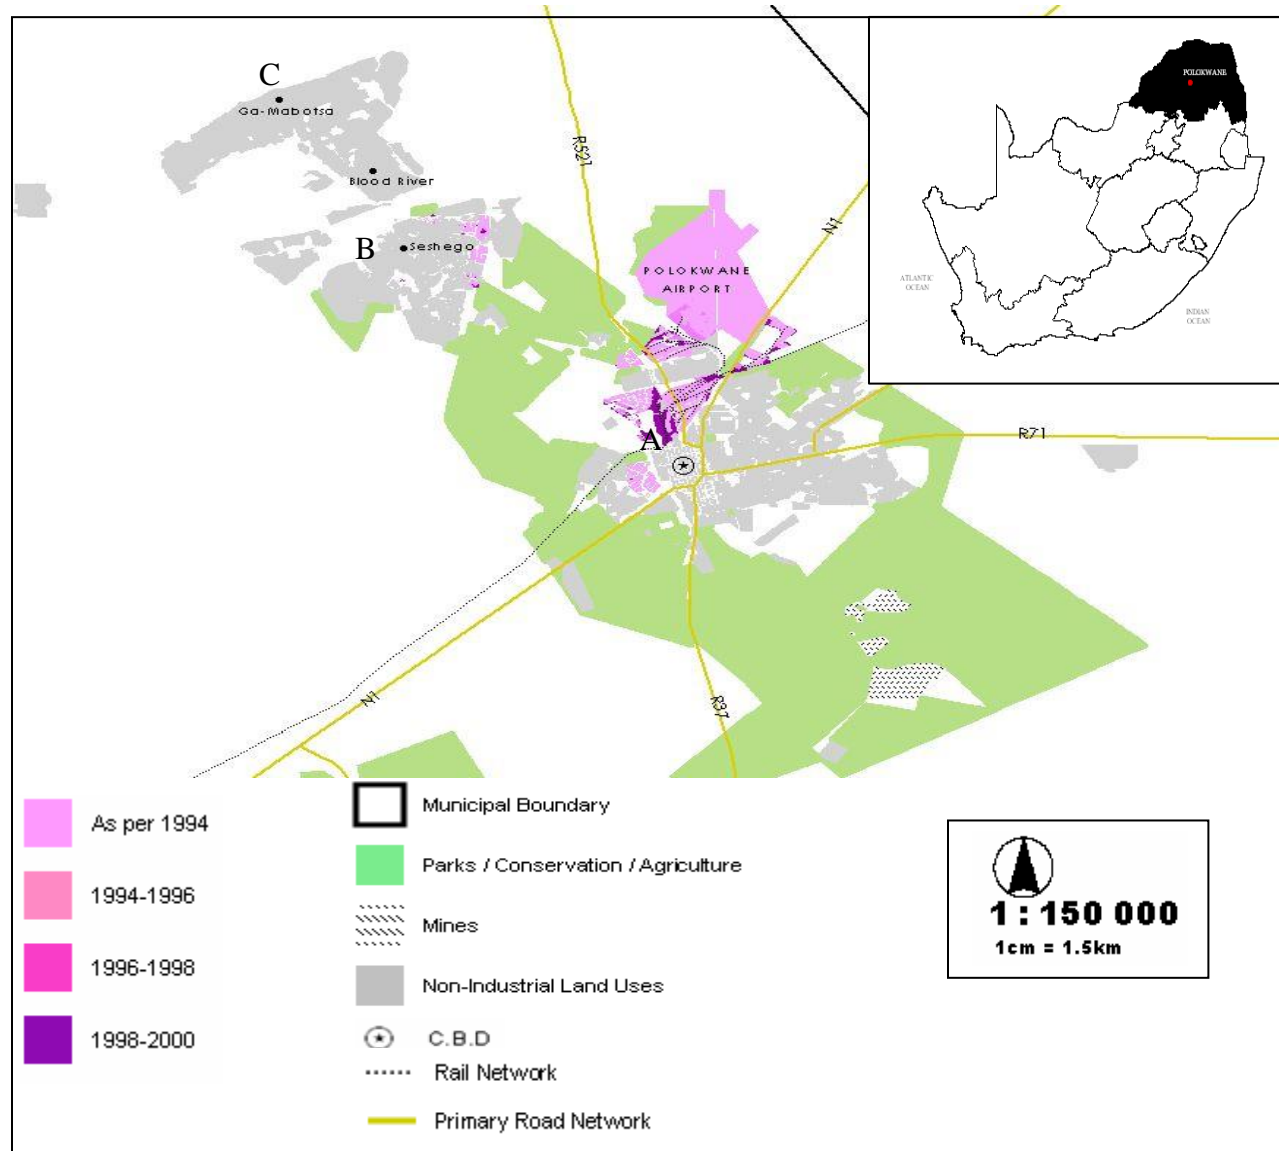 C
Ga-Mabotsa
Blood River
B
Seshego
R521
N1
POLOKWANE
AIRPORT
A
R71
N1
R37
POLOKWANE
ATLANTIC
OCEAN
INDIAN
OCEAN
As per 1994
1994-1996
1996-1998
1998-2000
Municipal Boundary
Parks / Conservation / Agriculture
Mines
Non-Industrial Land Uses
C.B.D
Rail Network
Primary Road Network
1 : 150 000
1cm = 1.5km